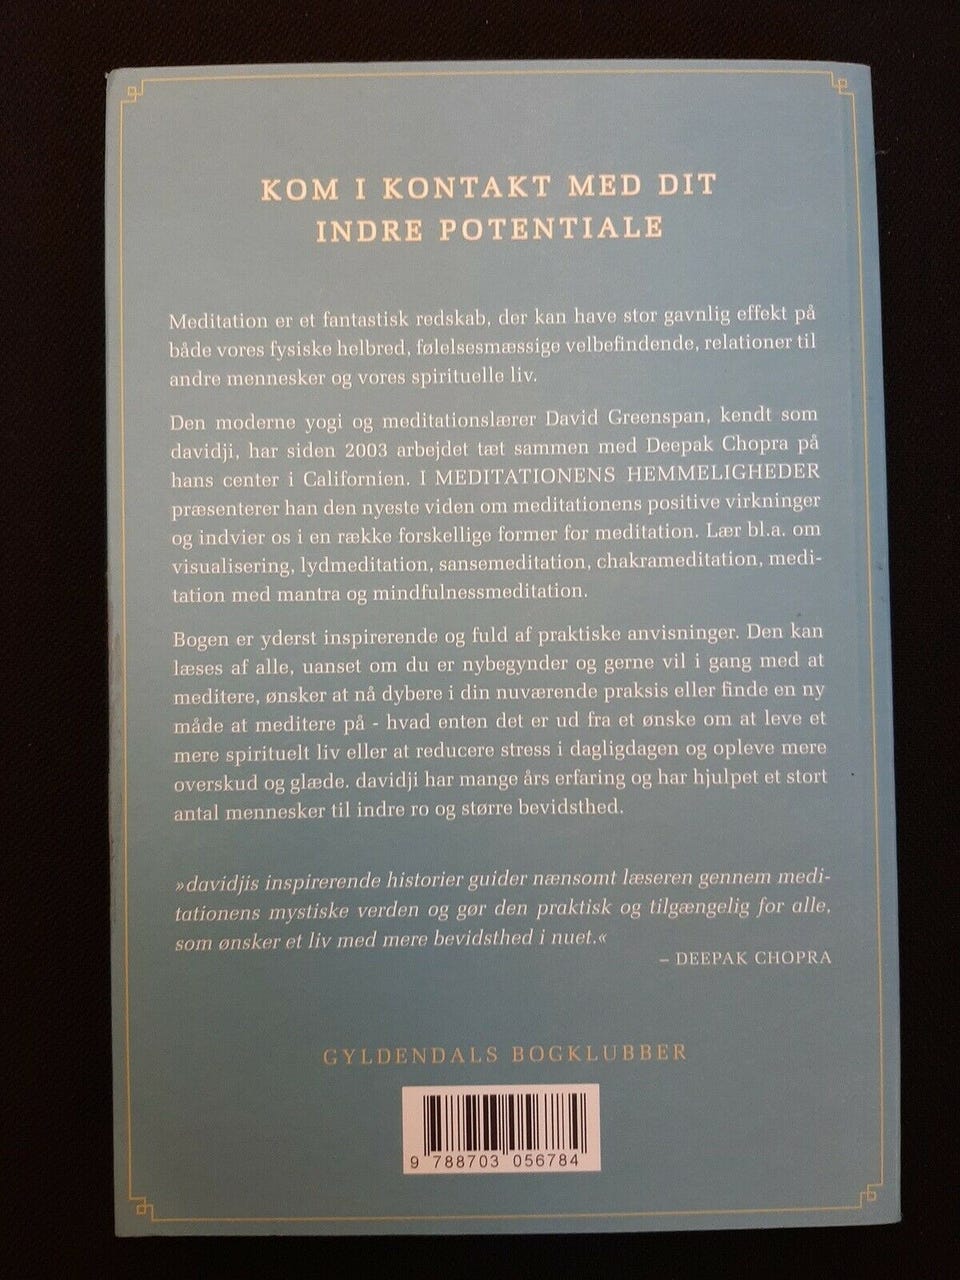 KOM I KONTAKT MED DIT
INDRE POTENTIALE
Meditation er et fantastisk redskab, der kan have stor gavnlig effekt på
både vores fysiske helbred, følelsesmæssige velbefindende, relationer til
andre mennesker og vores spirituelle liv.
Den moderne yogi og meditationslærer David Greenspan, kendt som
davidji, har siden 2003 arbejdet tæt sammen med Deepak Chopra på
hans center i Californien. I MEDITATIONENS HEMMELIGHEDER
præsenterer han den nyeste viden om meditationens positive virkninger
og indvier os i en række forskellige former for meditation. Lær bl.a. om
visualisering, lydmeditation, sansemeditation, chakrameditation, medi-
tation med mantra og mindfulnessmeditation.
Bogen er yderst inspirerende og fuld af praktiske anvisninger. Den kan
læses af alle, uanset om du er nybegynder og gerne vil i gang med at
meditere, ønsker at nå dybere i din nuværende praksis eller finde en ny
måde at meditere på - hvad enten det er ud fra et ønske om at leve et
mere spirituelt liv eller at reducere stress i dagligdagen og opleve mere
overskud og glæde. davidji har mange års erfaring og har hjulpet et stort
antal mennesker til indre ro og større bevidsthed.
»davidjis inspirerende historier guider nænsomt læseren gennem medi-
tationens mystiske verden og gør den praktisk og tilgængelig for alle,
som ønsker et liv med mere bevidsthed i nuet.«
– DEEPAK CHOPRA
GYLDENDALS BOGKLUBBER
9 788703 056784